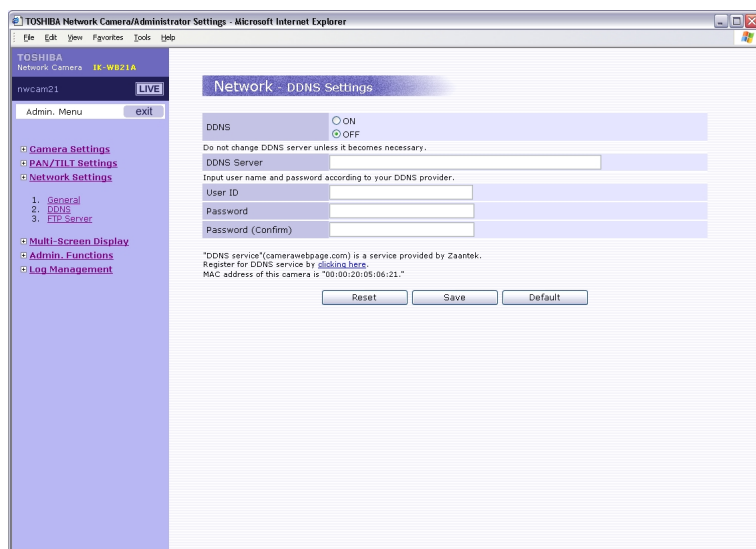 TOSHIBA Network Camera/Administrator Settings - Microsoft Internet Explorer
File Edit View Favorites Tools Help
TOSHIBA
Network Camera IK-WB21A
nwcam21 LIVE
Admin. Menu exit
Camera Settings
PAN/TILT Settings
Network Settings
1. General
2. DDNS
3. FTP Server
Multi-Screen Display
Admin. Functions
Log Management
Network - DDNS Settings
DDNS
ON
OFF
Do not change DDNS server unless it becomes necessary.
DDNS Server
Input user name and password according to your DDNS provider.
User ID
Password
Password (Confirm)
"DDNS service"(camerawebpage.com) is a service provided by Zaantek.
Register for DDNS service by clicking here.
MAC address of this camera is "00:00:20:05:06:21."
Reset Save Default